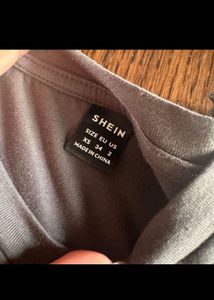 SHEIN
SIZE EU US
XS 34 2
MADE IN CHINA